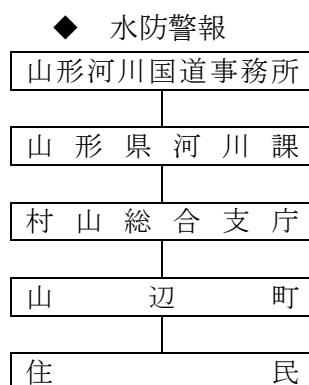 ◆ 水防警報
山形河川国道事務所
山形県河川課
村山総合支庁
山辺町
住民